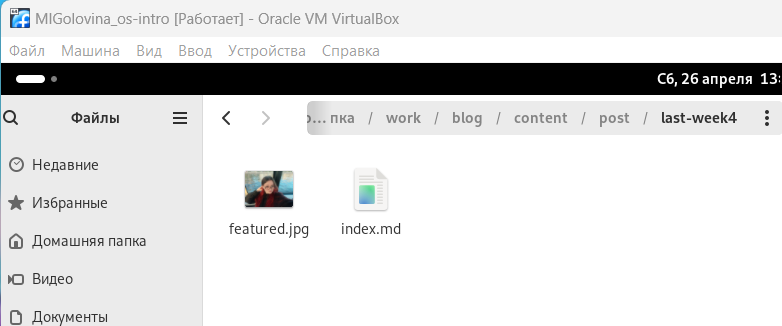 MIGolovina_os-intro [Работает] - Oracle VM VirtualBox
Файл Машина Вид Ввод Устройства Справка
Сб, 26 апреля 13:
Файлы
пка / work / blog / content / post / last-week4
Недавние
Избранные
Домашняя папка
Видео
Документы
featured.jpg
index.md